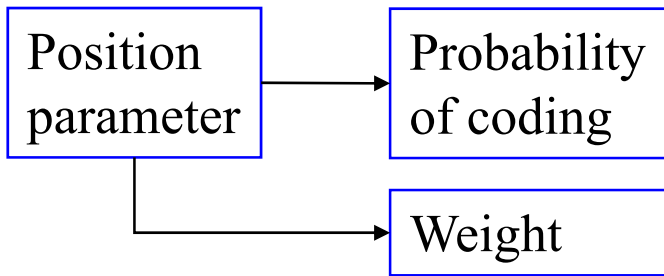 Position
parameter
Probability
of coding
Weight